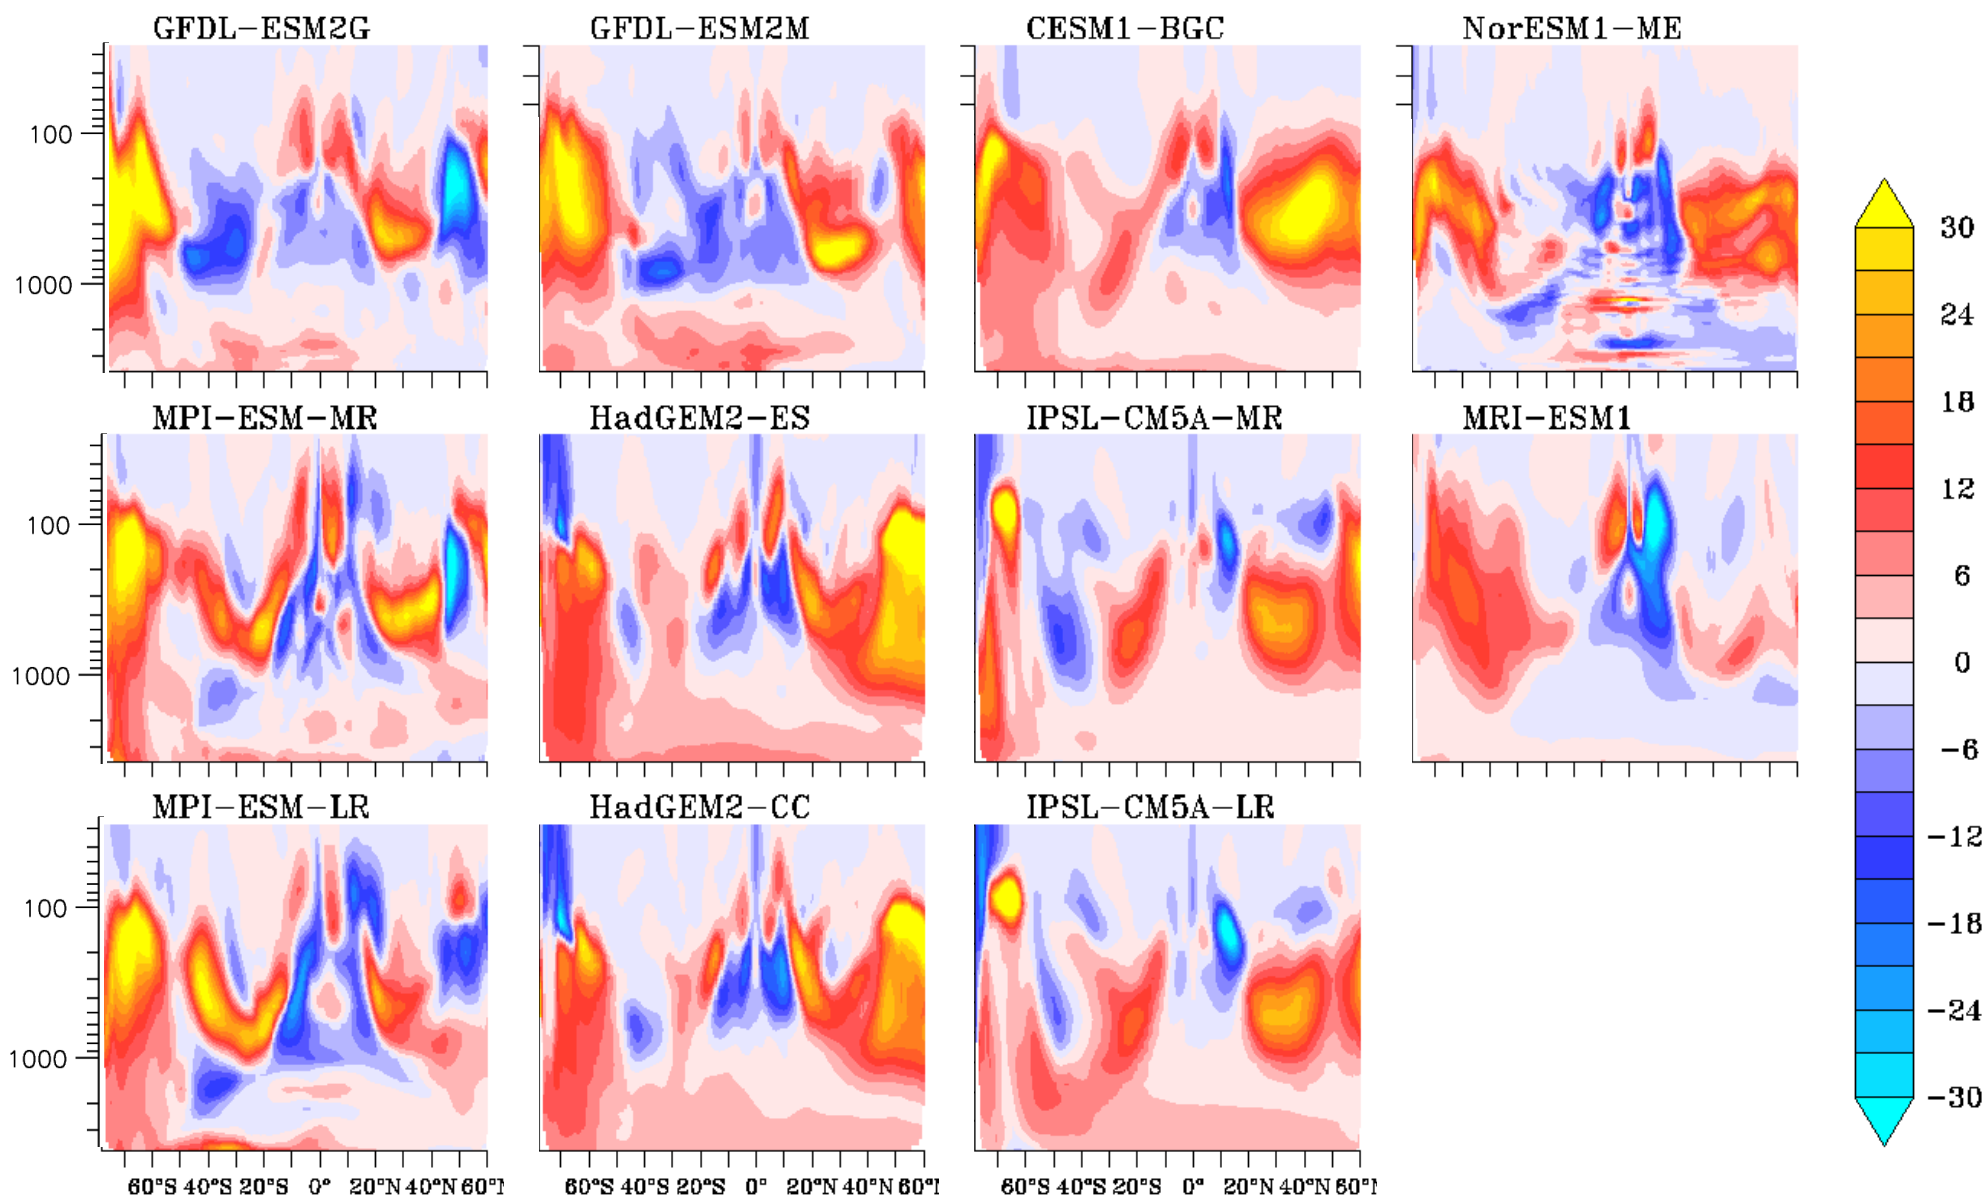 GFDL-ESM2G GFDL-ESM2M CESM1-BGC NorESM1-ME
100
1000
MPI-ESM-MR HadGEM2-ES IPSL-CM5A-MR MRI-ESM1
100
1000
MPI-ESM-LR HadGEM2-CC IPSL-CM5A-LR
100
1000
60°S 40°S 20°S 0° 20°N 40°N 60°N
60°S 40°S 20°S 0° 20°N 40°N 60°N
60°S 40°S 20°S 0° 20°N 40°N 60°N
30
24
18
12
6
0
-6
-12
-18
-24
-30